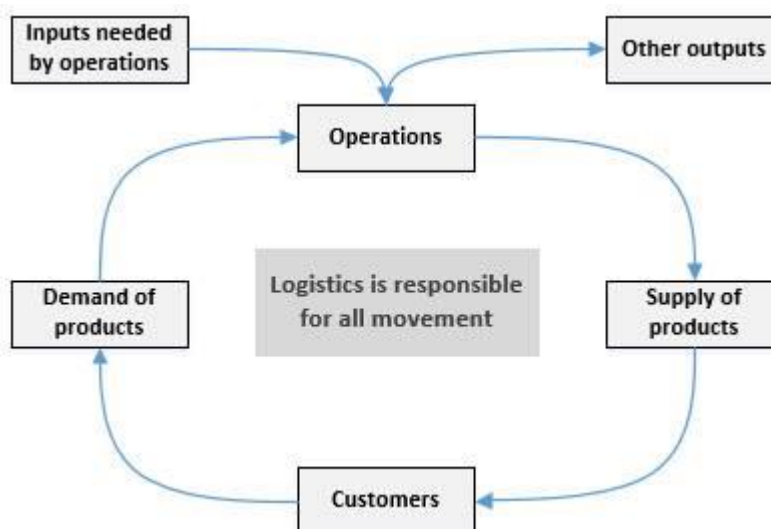 Inputs needed
by operations
Other outputs
Operations
Logistics is responsible
for all movement
Demand of
products
Supply of
products
Customers